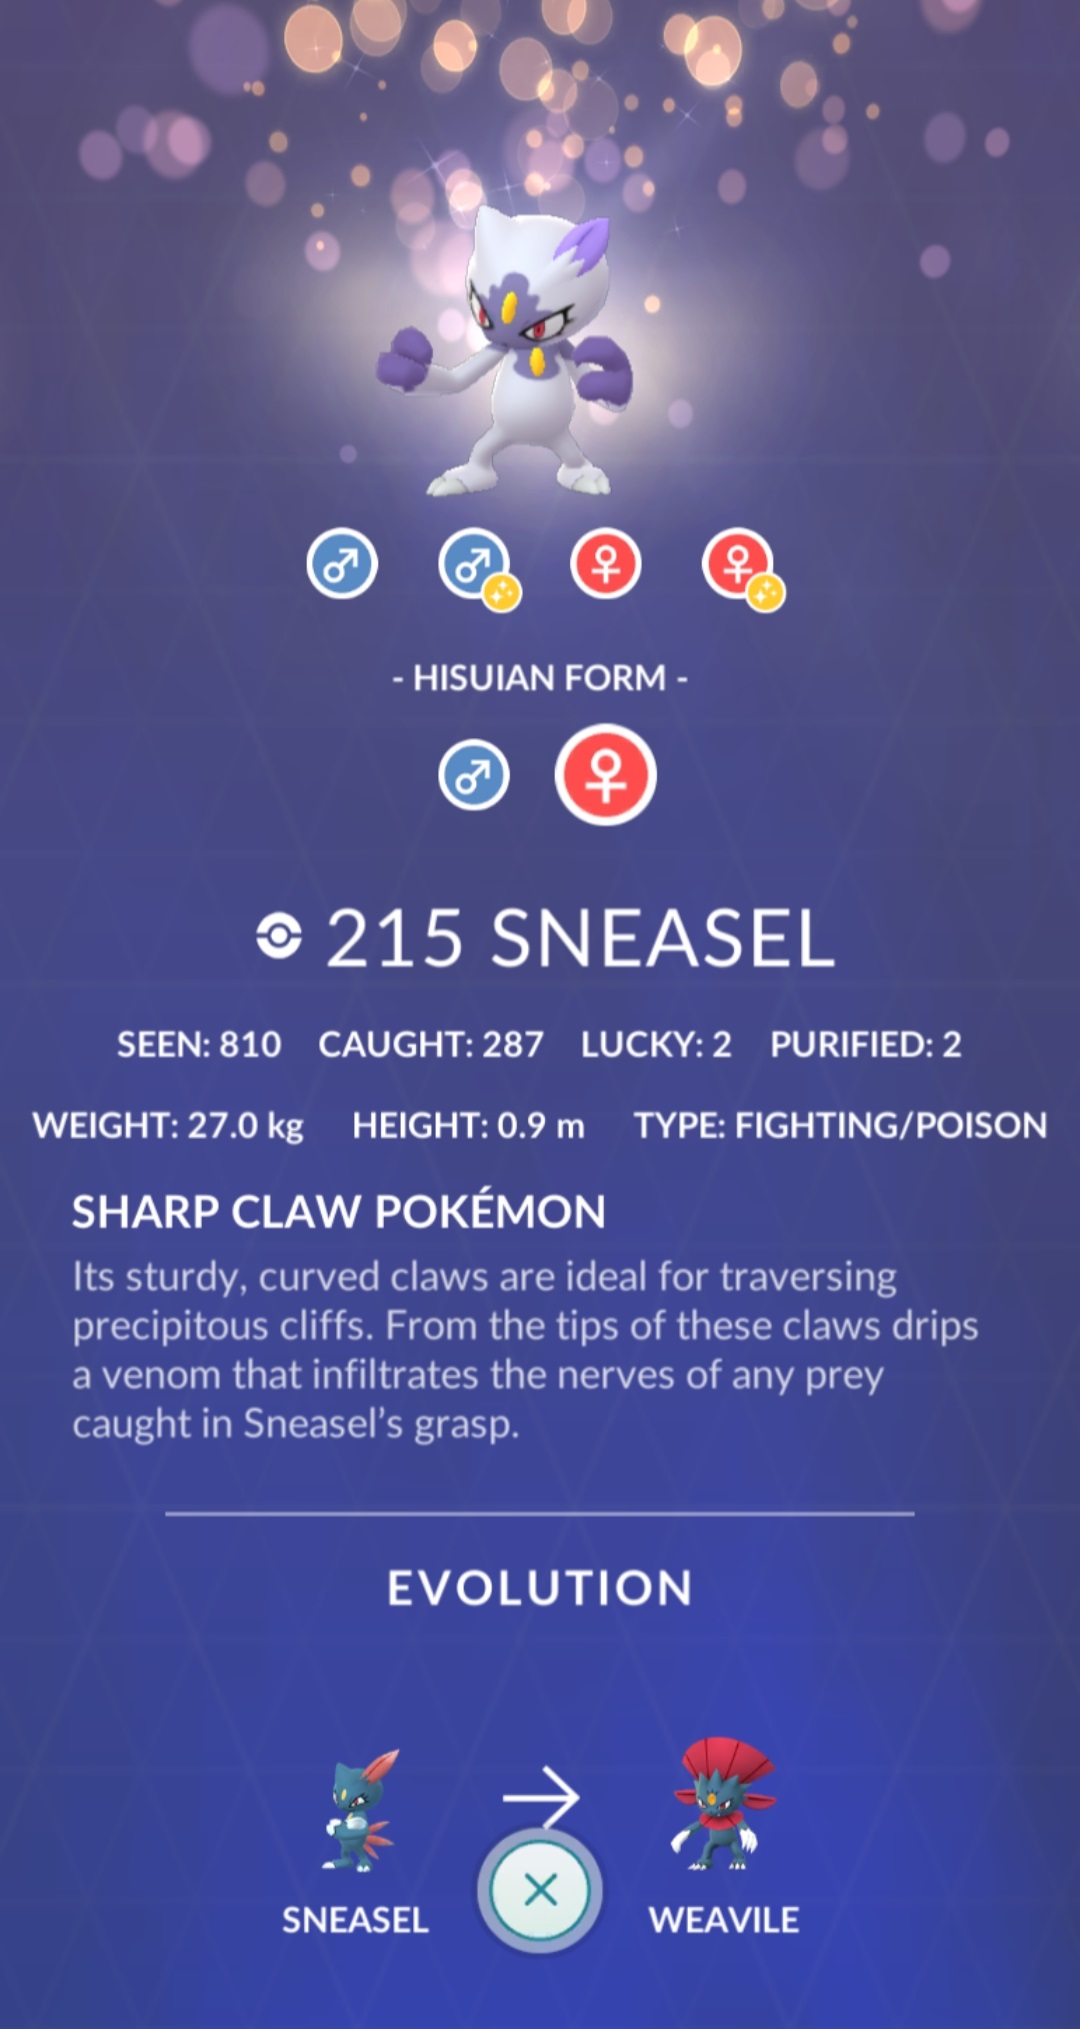 - HISUIAN FORM -
215 SNEASEL
SEEN: 810 CAUGHT: 287 LUCKY: 2 PURIFIED: 2
WEIGHT: 27.0 kg HEIGHT: 0.9 m TYPE: FIGHTING/POISON
SHARP CLAW POKÉMON
Its sturdy, curved claws are ideal for traversing
precipitous cliffs. From the tips of these claws drips
a venom that infiltrates the nerves of any prey
caught in Sneasel’s grasp.
EVOLUTION
SNEASEL WEAVILE